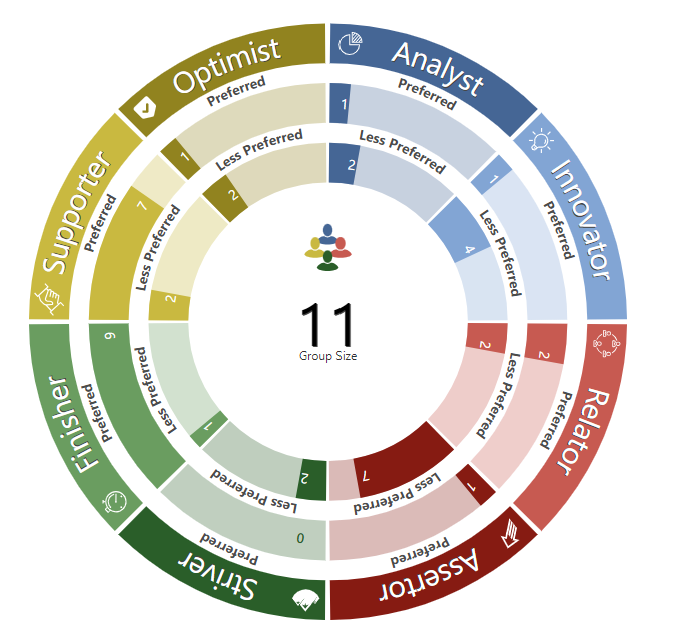 Optimist
Preferred
1
Less Preferred
2
Analyst
Preferred
1
Less Preferred
2
Innovator
Preferred
1
Less Preferred
4
Relator
Preferred
2
Less Preferred
2
Assertor
Preferred
1
Less Preferred
7
Striver
Preferred
0
Less Preferred
2
Finisher
Preferred
9
Less Preferred
1
Supporter
Preferred
7
Less Preferred
2
11
Group Size